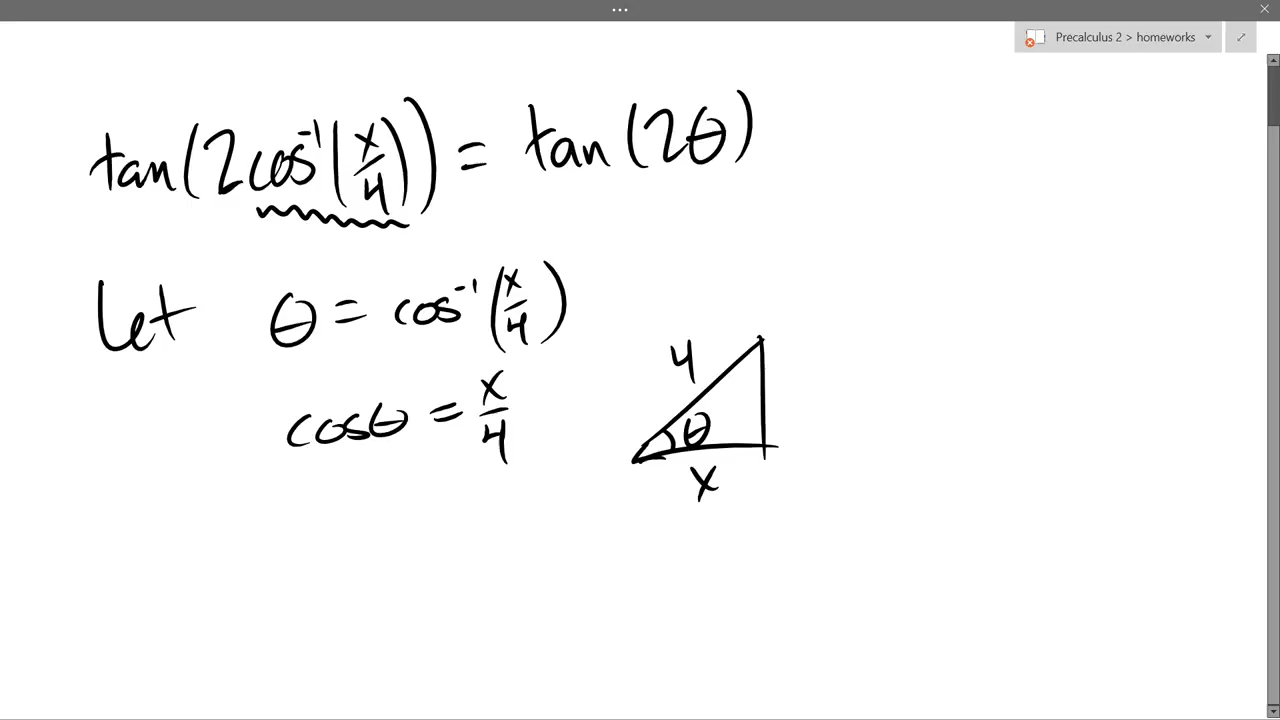 Precalculus 2 > homeworks
tan(2cos⁻¹(x/4)) = tan(2θ)
Let θ = cos⁻¹(x/4)
cosθ = x/4
4
θ
x